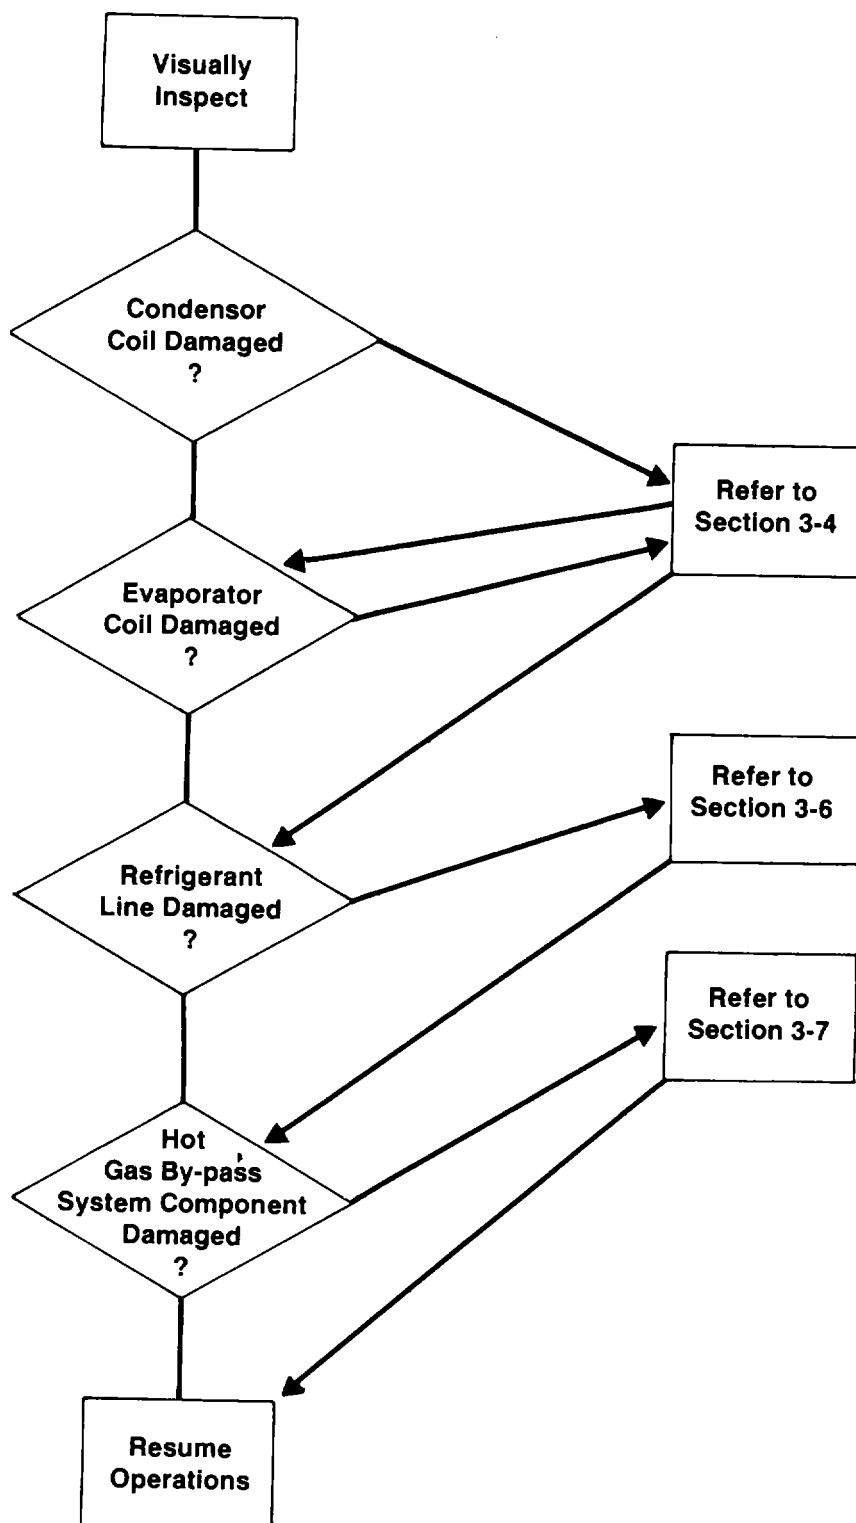 Visually
Inspect
Condensor
Coil Damaged
?
Refer to
Section 3-4
Evaporator
Coil Damaged
?
Refer to
Section 3-6
Refrigerant
Line Damaged
?
Refer to
Section 3-7
Hot
Gas By-pass
System Component
Damaged
?
Resume
Operations